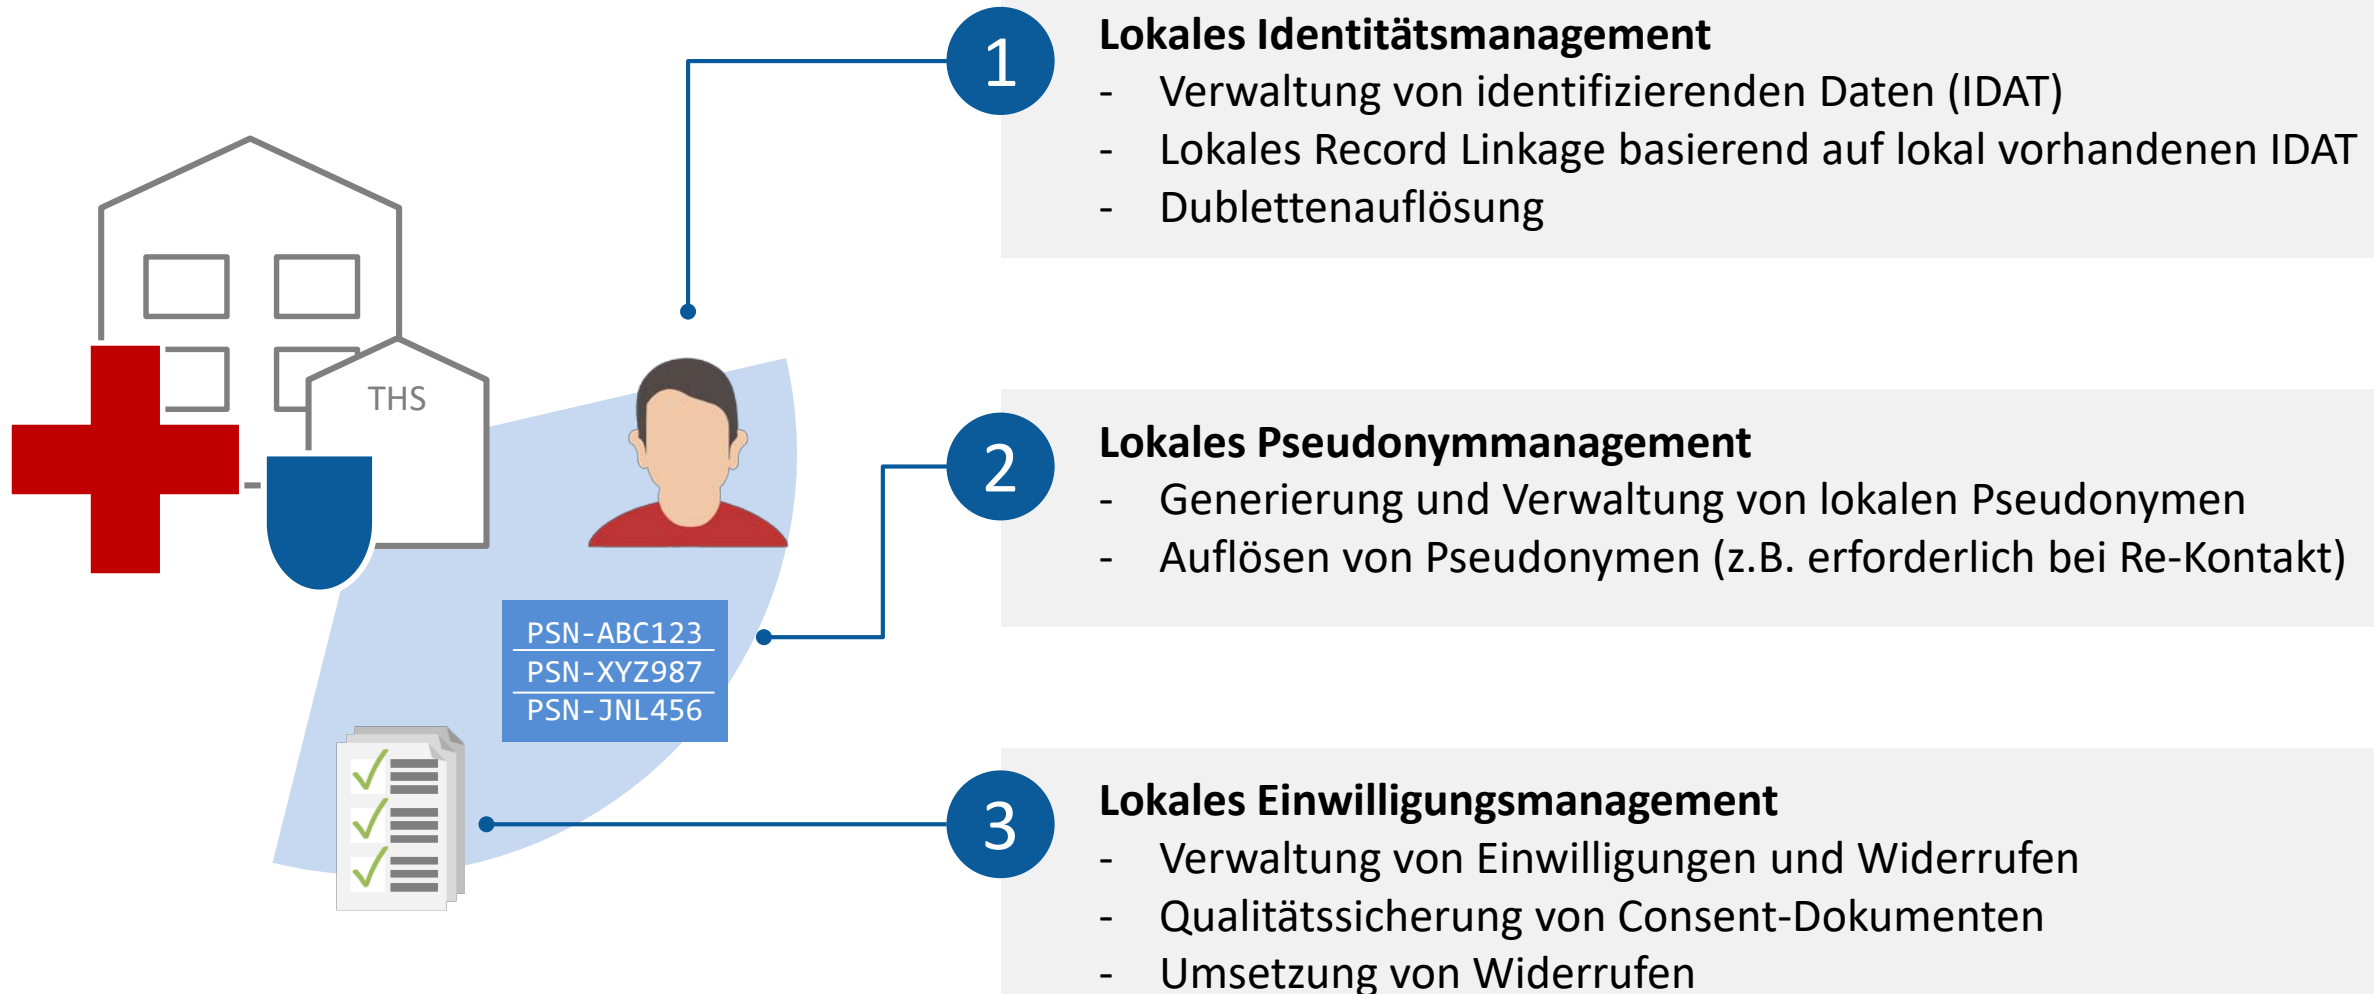 1
Lokales Identitätsmanagement
- Verwaltung von identifizierenden Daten (IDAT)
- Lokales Record Linkage basierend auf lokal vorhandenen IDAT
- Dublettenauflösung
THS
2
Lokales Pseudonymmanagement
- Generierung und Verwaltung von lokalen Pseudonymen
- Auflösen von Pseudonymen (z.B. erforderlich bei Re-Kontakt)
PSN-ABC123
PSN-XYZ987
PSN-JNL456
3
Lokales Einwilligungsmanagement
- Verwaltung von Einwilligungen und Widerrufen
- Qualitätssicherung von Consent-Dokumenten
- Umsetzung von Widerrufen